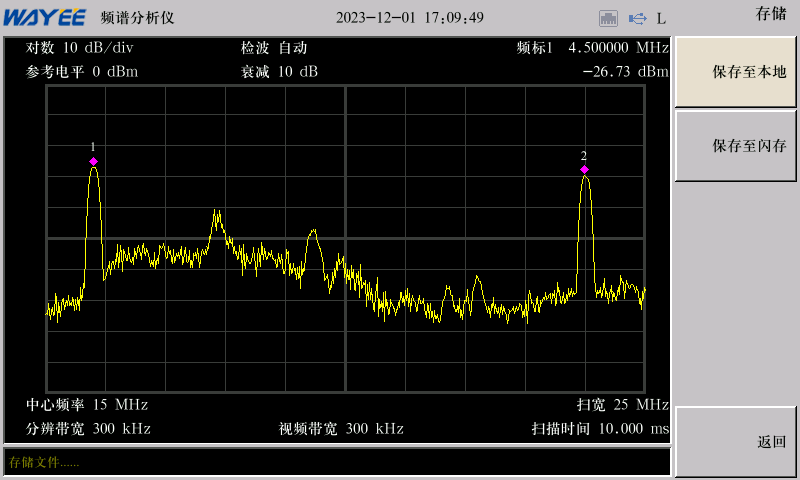 WAYEE 频谱分析仪 2023-12-01 17:09:49 L 存储
对数 10 dB/div 检波 自动 频标1 4.500000 MHz
参考电平 0 dBm 衰减 10 dB -26.73 dBm
保存至本地
1
保存至闪存
2
中心频率 15 MHz 扫宽 25 MHz
分辨带宽 300 kHz 视频带宽 300 kHz 扫描时间 10.000 ms
返回
存储文件......